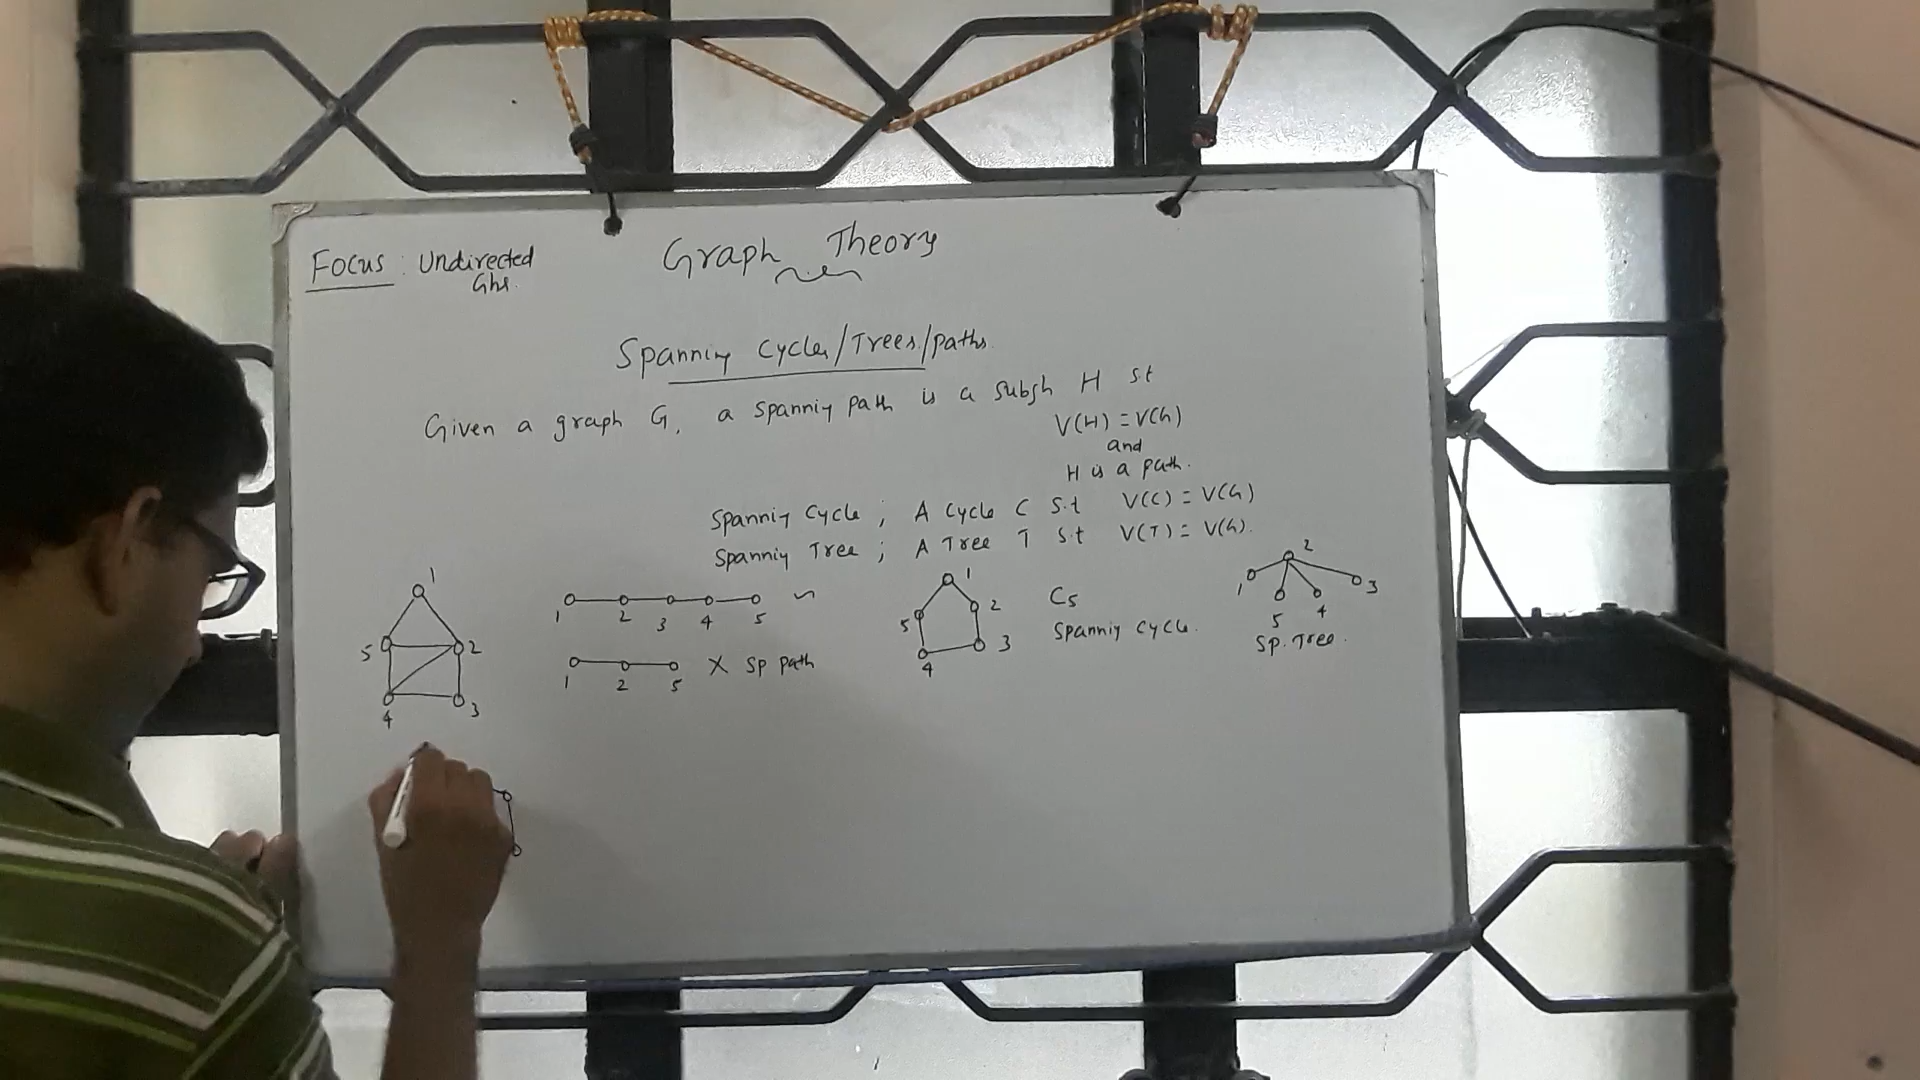 Focus : Undirected
Ghs.
Graph Theory
Spanniy Cycles/Trees/paths.
Given a graph G, a spanniy path is a subgh H st
V(H) = V(G)
and
H is a path.
Spanniy Cycle ; A cycle C s.t V(C) = V(G)
Spanniy Tree ; A Tree T s.t V(T) = V(G).
1
5 2
4 3
1 2 3 4 5
1 2 5 X sp path
1
5 2
4 3
C5
Spanniy cycle.
2
1 5 4 3
Sp. Tree.